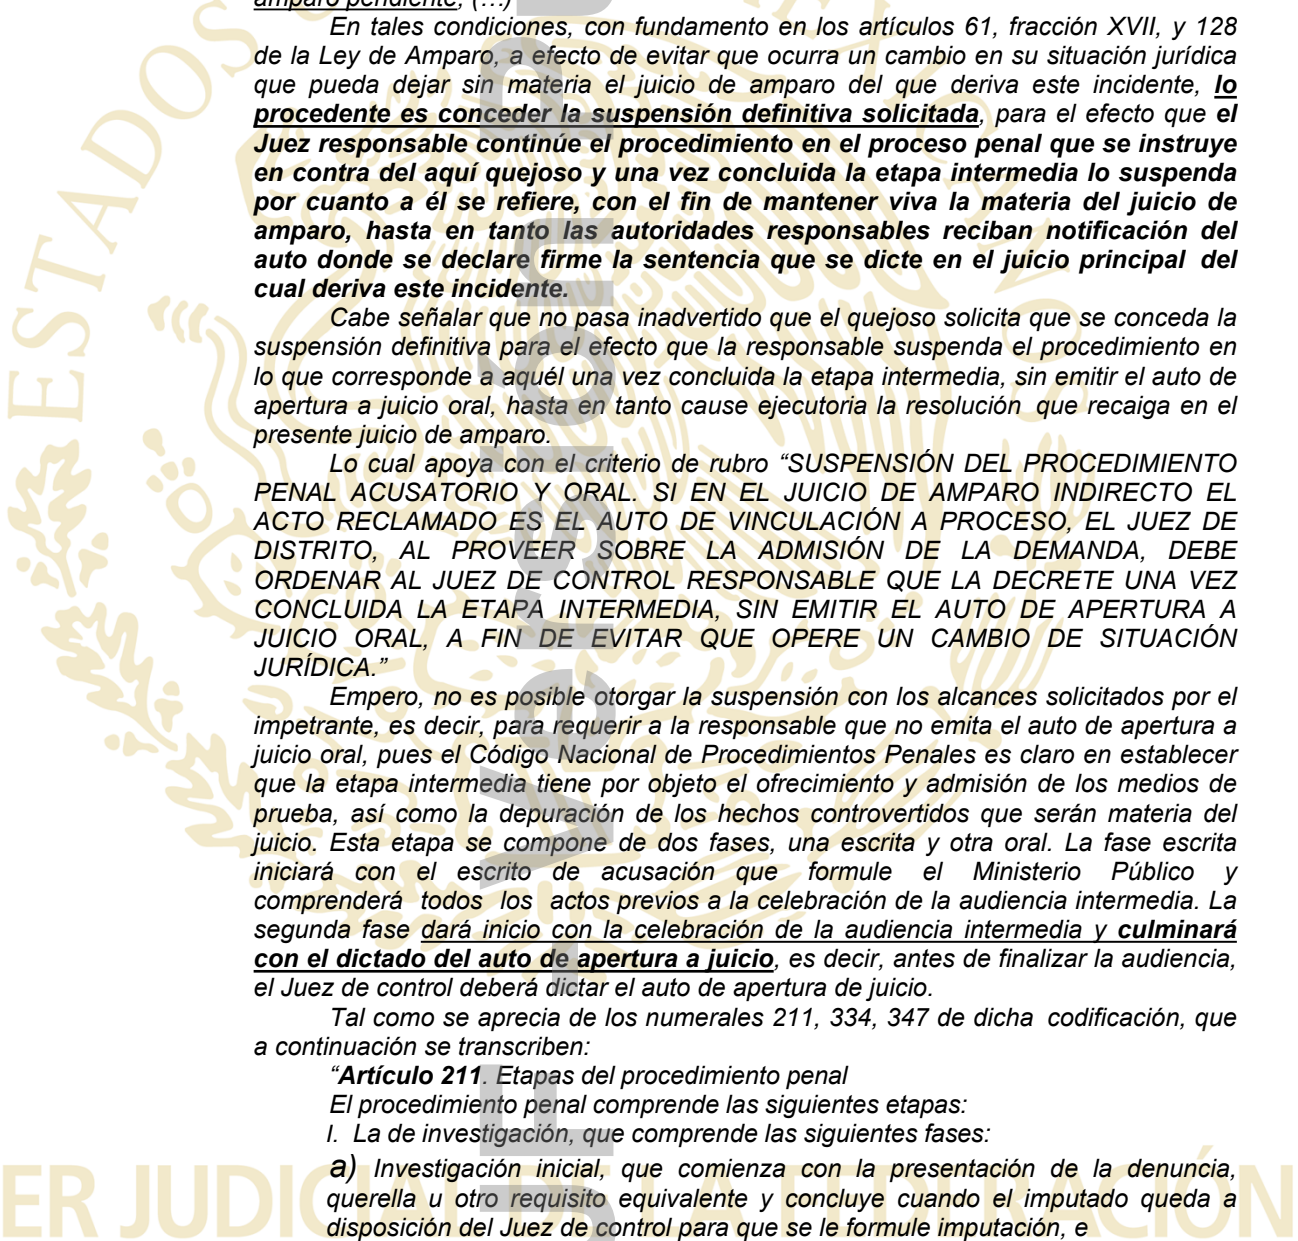 amparo pendiente, (…)
En tales condiciones, con fundamento en los artículos 61, fracción XVII, y 128
de la Ley de Amparo, a efecto de evitar que ocurra un cambio en su situación jurídica
que pueda dejar sin materia el juicio de amparo del que deriva este incidente, lo
procedente es conceder la suspensión definitiva solicitada, para el efecto que el
Juez responsable continúe el procedimiento en el proceso penal que se instruye
en contra del aquí quejoso y una vez concluida la etapa intermedia lo suspenda
por cuanto a él se refiere, con el fin de mantener viva la materia del juicio de
amparo, hasta en tanto las autoridades responsables reciban notificación del
auto donde se declare firme la sentencia que se dicte en el juicio principal del
cual deriva este incidente.
Cabe señalar que no pasa inadvertido que el quejoso solicita que se conceda la
suspensión definitiva para el efecto que la responsable suspenda el procedimiento en
lo que corresponde a aquél una vez concluida la etapa intermedia, sin emitir el auto de
apertura a juicio oral, hasta en tanto cause ejecutoria la resolución que recaiga en el
presente juicio de amparo.
Lo cual apoya con el criterio de rubro “SUSPENSIÓN DEL PROCEDIMIENTO
PENAL ACUSATORIO Y ORAL. SI EN EL JUICIO DE AMPARO INDIRECTO EL
ACTO RECLAMADO ES EL AUTO DE VINCULACIÓN A PROCESO, EL JUEZ DE
DISTRITO, AL PROVEER SOBRE LA ADMISIÓN DE LA DEMANDA, DEBE
ORDENAR AL JUEZ DE CONTROL RESPONSABLE QUE LA DECRETE UNA VEZ
CONCLUIDA LA ETAPA INTERMEDIA, SIN EMITIR EL AUTO DE APERTURA A
JUICIO ORAL, A FIN DE EVITAR QUE OPERE UN CAMBIO DE SITUACIÓN
JURÍDICA.”
Empero, no es posible otorgar la suspensión con los alcances solicitados por el
impetrante, es decir, para requerir a la responsable que no emita el auto de apertura a
juicio oral, pues el Código Nacional de Procedimientos Penales es claro en establecer
que la etapa intermedia tiene por objeto el ofrecimiento y admisión de los medios de
prueba, así como la depuración de los hechos controvertidos que serán materia del
juicio. Esta etapa se compone de dos fases, una escrita y otra oral. La fase escrita
iniciará con el escrito de acusación que formule el Ministerio Público y
comprenderá todos los actos previos a la celebración de la audiencia intermedia. La
segunda fase dará inicio con la celebración de la audiencia intermedia y culminará
con el dictado del auto de apertura a juicio, es decir, antes de finalizar la audiencia,
el Juez de control deberá dictar el auto de apertura de juicio.
Tal como se aprecia de los numerales 211, 334, 347 de dicha codificación, que
a continuación se transcriben:
“Artículo 211. Etapas del procedimiento penal
El procedimiento penal comprende las siguientes etapas:
I. La de investigación, que comprende las siguientes fases:
a) Investigación inicial, que comienza con la presentación de la denuncia,
querella u otro requisito equivalente y concluye cuando el imputado queda a
disposición del Juez de control para que se le formule imputación, e